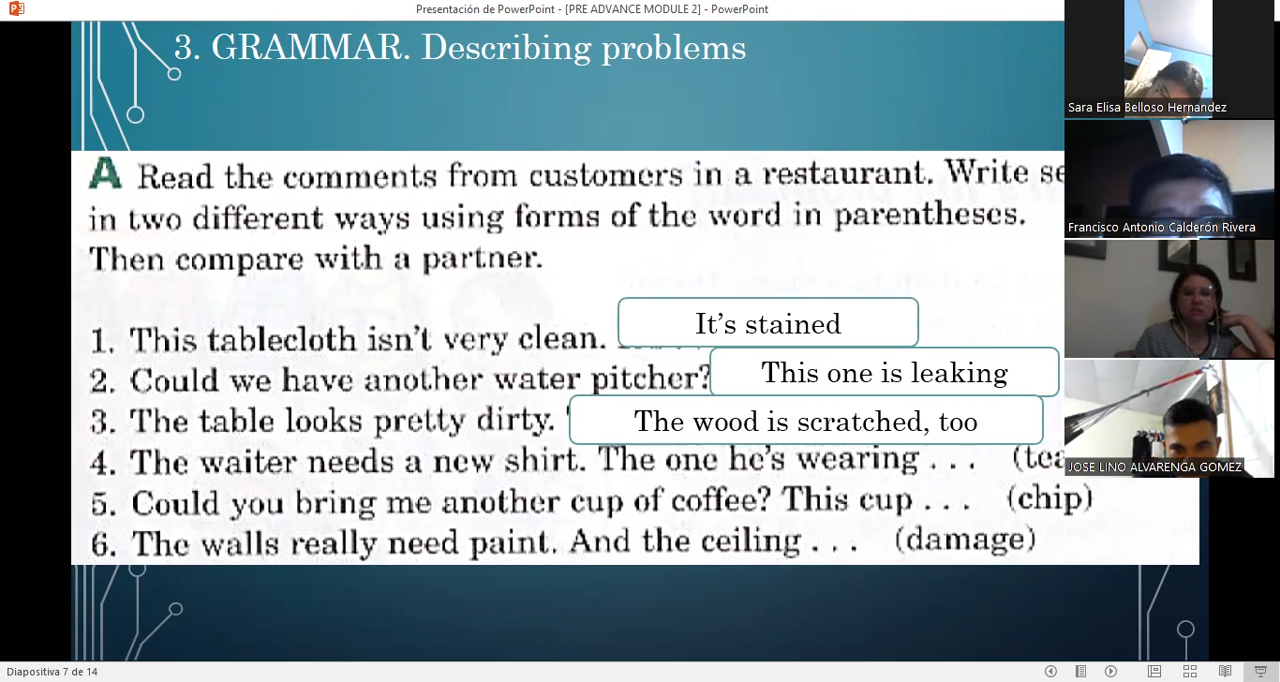 Presentación de PowerPoint - [PRE ADVANCE MODULE 2] - PowerPoint
3. GRAMMAR. Describing problems
A Read the comments from customers in a restaurant. Write
in two different ways using forms of the word in parentheses.
Then compare with a partner.
1. This tablecloth isn't very clean. It's stained
2. Could we have another water pitcher? This one is leaking
3. The table looks pretty dirty. The wood is scratched, too
4. The waiter needs a new shirt. The one he's wearing . . .
5. Could you bring me another cup of coffee? This cup . . . (chip)
6. The walls really need paint. And the ceiling . . . (damage)
Sara Elisa Belloso Hernandez
Francisco Antonio Calderón Rivera
JOSE LINO ALVARENGA GOMEZ
Diapositiva 7 de 14